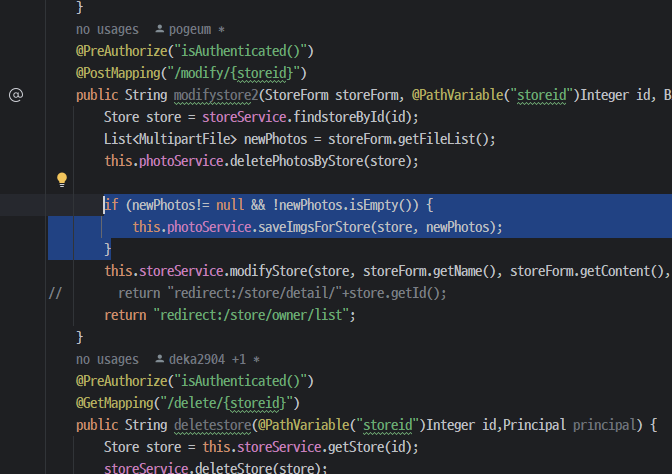 }
no usages pogeum *
@PreAuthorize("isAuthenticated()")
@PostMapping("/modify/{storeid}")
public String modifystore2(StoreForm storeForm, @PathVariable("storeid")Integer id, B
Store store = storeService.findstoreById(id);
List<MultipartFile> newPhotos = storeForm.getFileList();
this.photoService.deletePhotosByStore(store);
if (newPhotos!= null && !newPhotos.isEmpty()) {
this.photoService.saveImgsForStore(store, newPhotos);
}
this.storeService.modifyStore(store, storeForm.getName(), storeForm.getContent(),
// return "redirect:/store/detail/"+store.getId();
return "redirect:/store/owner/list";
}
no usages deka2904 +1 *
@PreAuthorize("isAuthenticated()")
@GetMapping("/delete/{storeid}")
public String deletestore(@PathVariable("storeid")Integer id,Principal principal) {
Store store = this.storeService.getStore(id);
storeService.deleteStore(store);